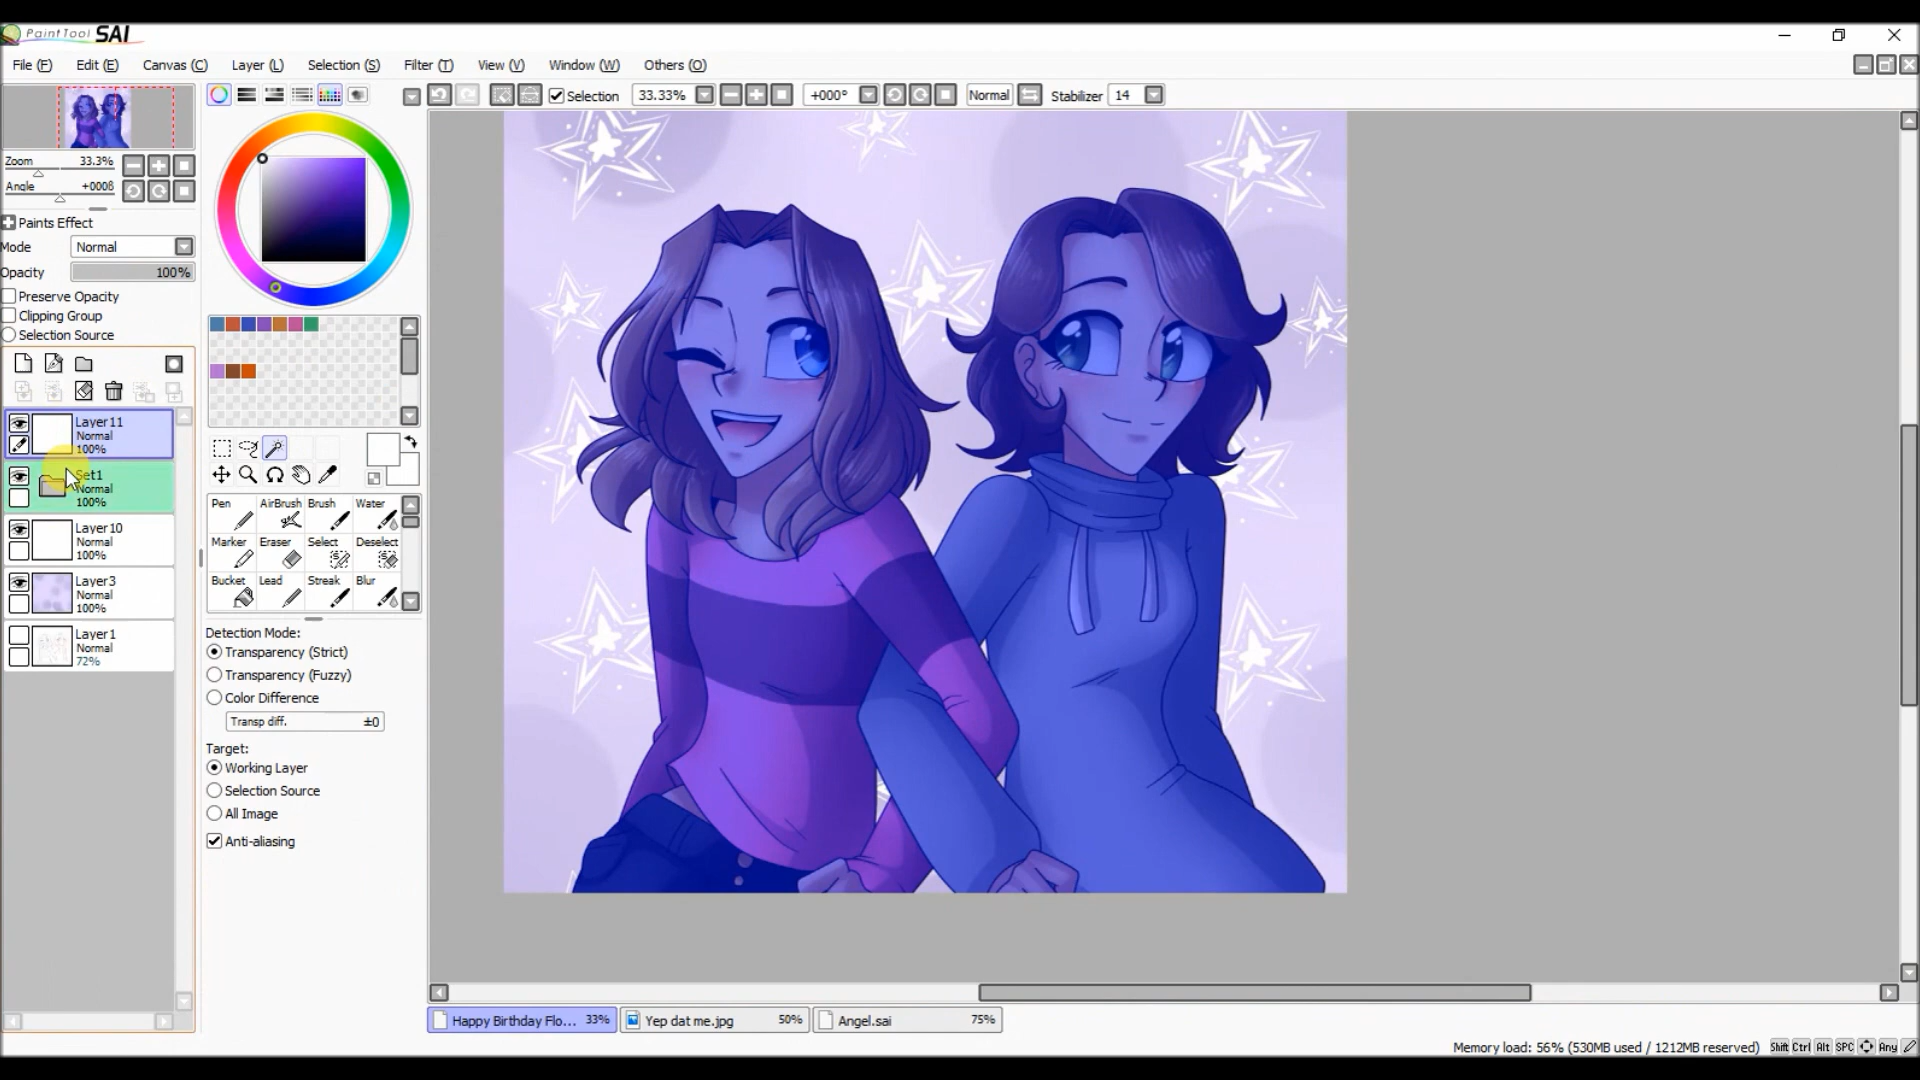 PaintTool SAI
File (F) Edit (E) Canvas (C) Layer (L) Selection (S) Filter (T) View (V) Window (W) Others (O)
Selection 33.33% +000° Normal Stabilizer 14
Zoom 33.3%
Angle +000ß
Paints Effect
Mode Normal
Opacity 100%
Preserve Opacity
Clipping Group
Selection Source
Layer11
Normal
100%
Set1
Normal
100%
Layer10
Normal
100%
Layer3
Normal
100%
Layer1
Normal
72%
Pen AirBrush Brush Water
Marker Eraser Select Deselect
Bucket Lead Streak Blur
Detection Mode:
Transparency (Strict)
Transparency (Fuzzy)
Color Difference
Transp diff. ±0
Target:
Working Layer
Selection Source
All Image
Anti-aliasing
Happy Birthday Flo... 33% Yep dat me.jpg 50% Angel.sai 75%
Memory load: 56% (530MB used / 1212MB reserved) Shift Ctrl Alt SPC Any